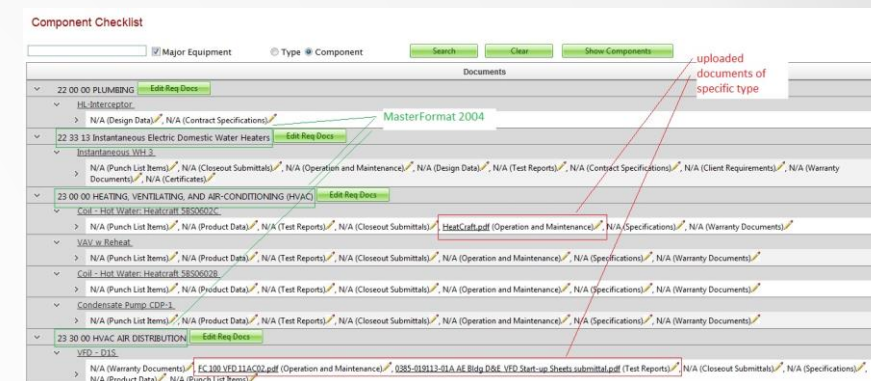 Component Checklist
Major Equipment Type Component Search Clear Show Components
uploaded
documents of
specific type
Documents
22 00 00 PLUMBING Edit Req Docs
HL-Interceptor
N/A (Design Data), N/A (Contract Specifications)
MasterFormat 2004
22 33 13 Instantaneous Electric Domestic Water Heaters Edit Req Docs
Instantaneous WH 3
N/A (Punch List Items), N/A (Closeout Submittals), N/A (Operation and Maintenance), N/A (Design Data), N/A (Test Reports), N/A (Contract Specifications), N/A (Client Requirements), N/A (Warranty
Documents), N/A (Certificates)
23 00 00 HEATING, VENTILATING, AND AIR-CONDITIONING (HVAC) Edit Req Docs
Coil - Hot Water: Heatcraft 5BS0602C
N/A (Punch List Items), N/A (Product Data), N/A (Test Reports), N/A (Closeout Submittals), HeatCraft.pdf (Operation and Maintenance), N/A (Specifications), N/A (Warranty Documents)
VAV w Reheat
N/A (Punch List Items), N/A (Product Data), N/A (Test Reports), N/A (Closeout Submittals), N/A (Operation and Maintenance), N/A (Specifications), N/A (Warranty Documents)
Coil - Hot Water: Heatcraft 5BS0602B
N/A (Punch List Items), N/A (Product Data), N/A (Test Reports), N/A (Closeout Submittals), N/A (Operation and Maintenance), N/A (Specifications), N/A (Warranty Documents)
Condensate Pump CDP-1
N/A (Punch List Items), N/A (Product Data), N/A (Test Reports), N/A (Closeout Submittals), N/A (Operation and Maintenance), N/A (Specifications), N/A (Warranty Documents)
23 30 00 HVAC AIR DISTRIBUTION Edit Req Docs
VFD - D1S
N/A (Warranty Documents), FC 100 VFD 11AC02.pdf (Operation and Maintenance), 0385-019113-01A AE Bldg D&E VFD Start-up Sheets submittal.pdf (Test Reports), N/A (Closeout Submittals), N/A (Specifications),
N/A (Product Data), N/A (Punch List Items)